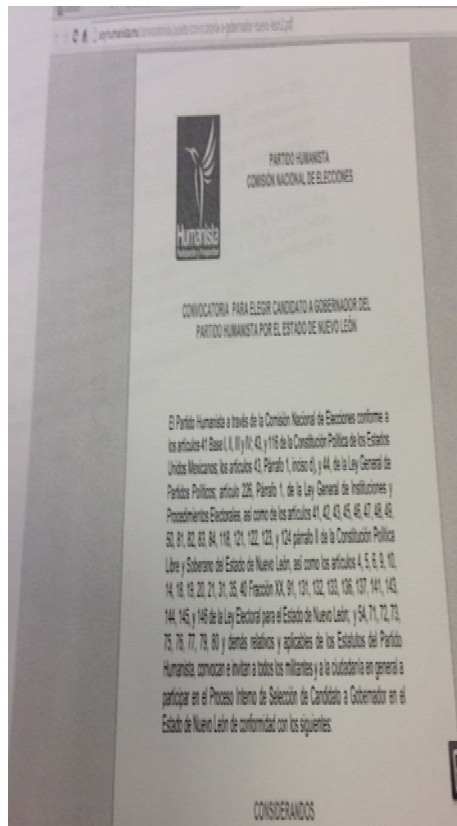 PARTIDO HUMANISTA
COMISIÓN NACIONAL DE ELECCIONES
Humanista
CONVOCATORIA PARA ELEGIR CANDIDATO A GOBERNADOR DEL
PARTIDO HUMANISTA POR EL ESTADO DE NUEVO LEÓN
El Partido Humanista a través de la Comisión Nacional de Elecciones conforme a
los artículos 41 Base I, II, III y IV; 43, y 116 de la Constitución Política de los Estados
Unidos Mexicanos; los artículos 43, Párrafo 1, inciso d), y 44, de la Ley General de
Partidos Políticos; artículo 226, Párrafo 1, de la Ley General de Instituciones y
Procedimientos Electorales, así como de los artículos 41, 42, 43, 45, 46, 47, 48, 49,
50, 81, 82, 83, 84, 118, 121, 122, 123, y 124 párrafo II de la Constitución Política
Libre y Soberano del Estado de Nuevo León, así como los artículos 4, 5, 6, 9, 10,
14, 18, 19, 20, 21, 31, 35, 40 Fracción XX, 91, 131, 132, 133, 136, 137, 141, 143,
144, 145, y 146 de la Ley Electoral para el Estado de Nuevo León; y 54, 71, 72, 73,
75, 76, 77, 79, 80 y demás relativos y aplicables de los Estatutos del Partido
Humanista, convocan e invitan a todos los militantes y a la ciudadanía en general a
participar en el Proceso Interno de Selección de Candidato a Gobernador en el
Estado de Nuevo León de conformidad con los siguientes:
CONSIDERANDOS